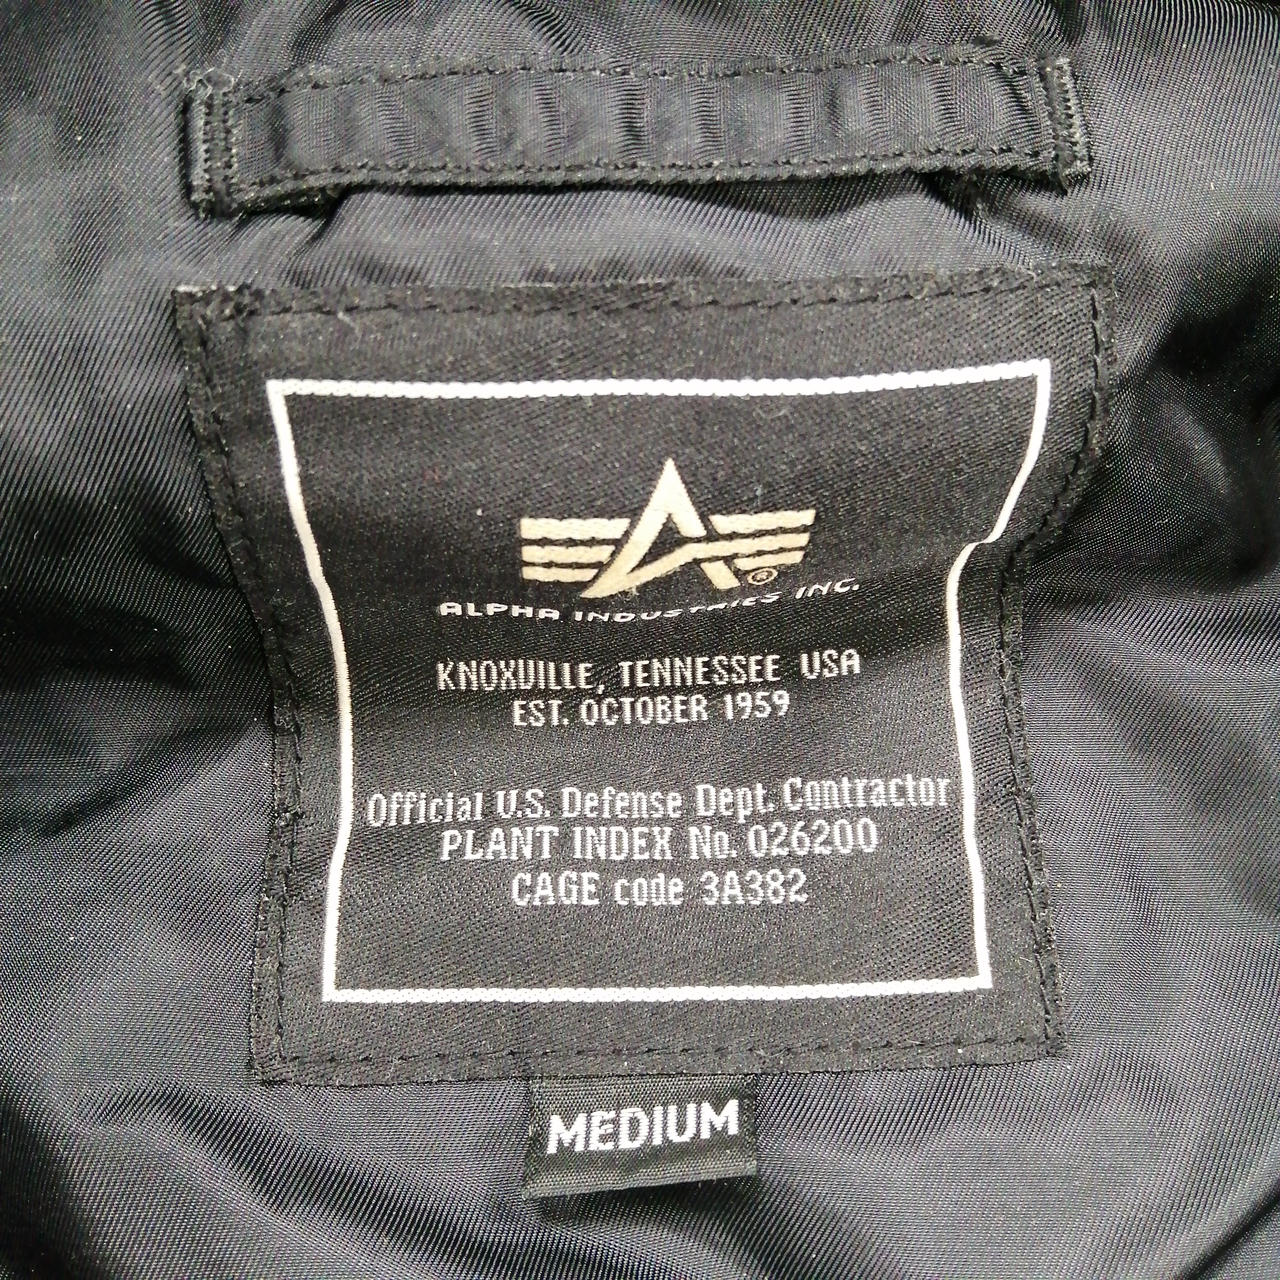 ALPHA INDUSTRIES INC.
KNOXVILLE, TENNESSEE USA
EST. OCTOBER 1959
Official U.S. Defense Dept. Contractor
PLANT INDEX No. 026200
CAGE code 3A382
MEDIUM